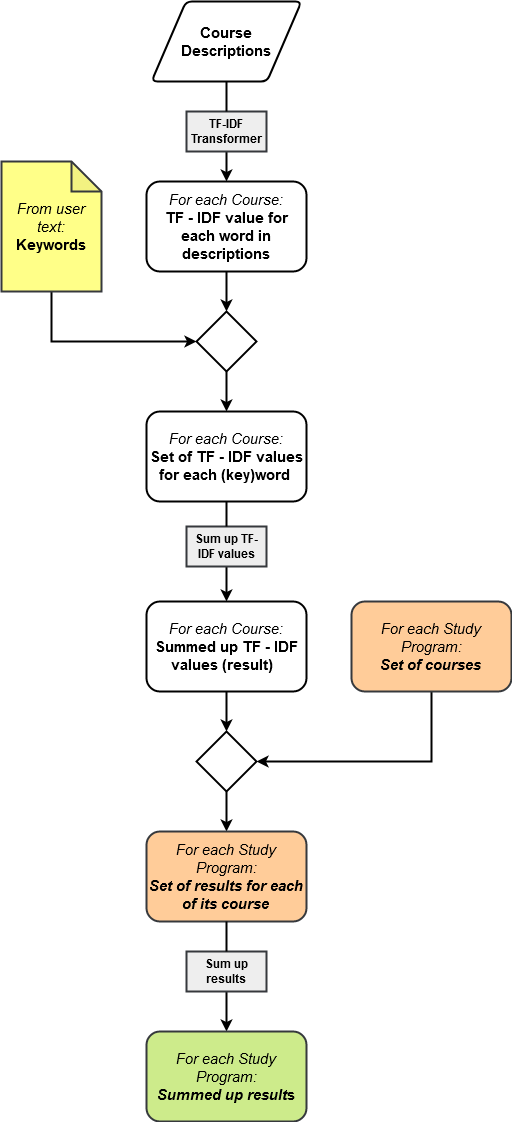 Course
Descriptions
TF-IDF
Transformer
For each Course:
TF - IDF value for
each word in
descriptions
From user
text:
Keywords
For each Course:
Set of TF - IDF values
for each (key)word
Sum up TF-
IDF values
For each Course:
Summed up TF - IDF
values (result)
For each Study
Program:
Set of courses
For each Study
Program:
Set of results for each
of its course
Sum up
results
For each Study
Program:
Summed up results